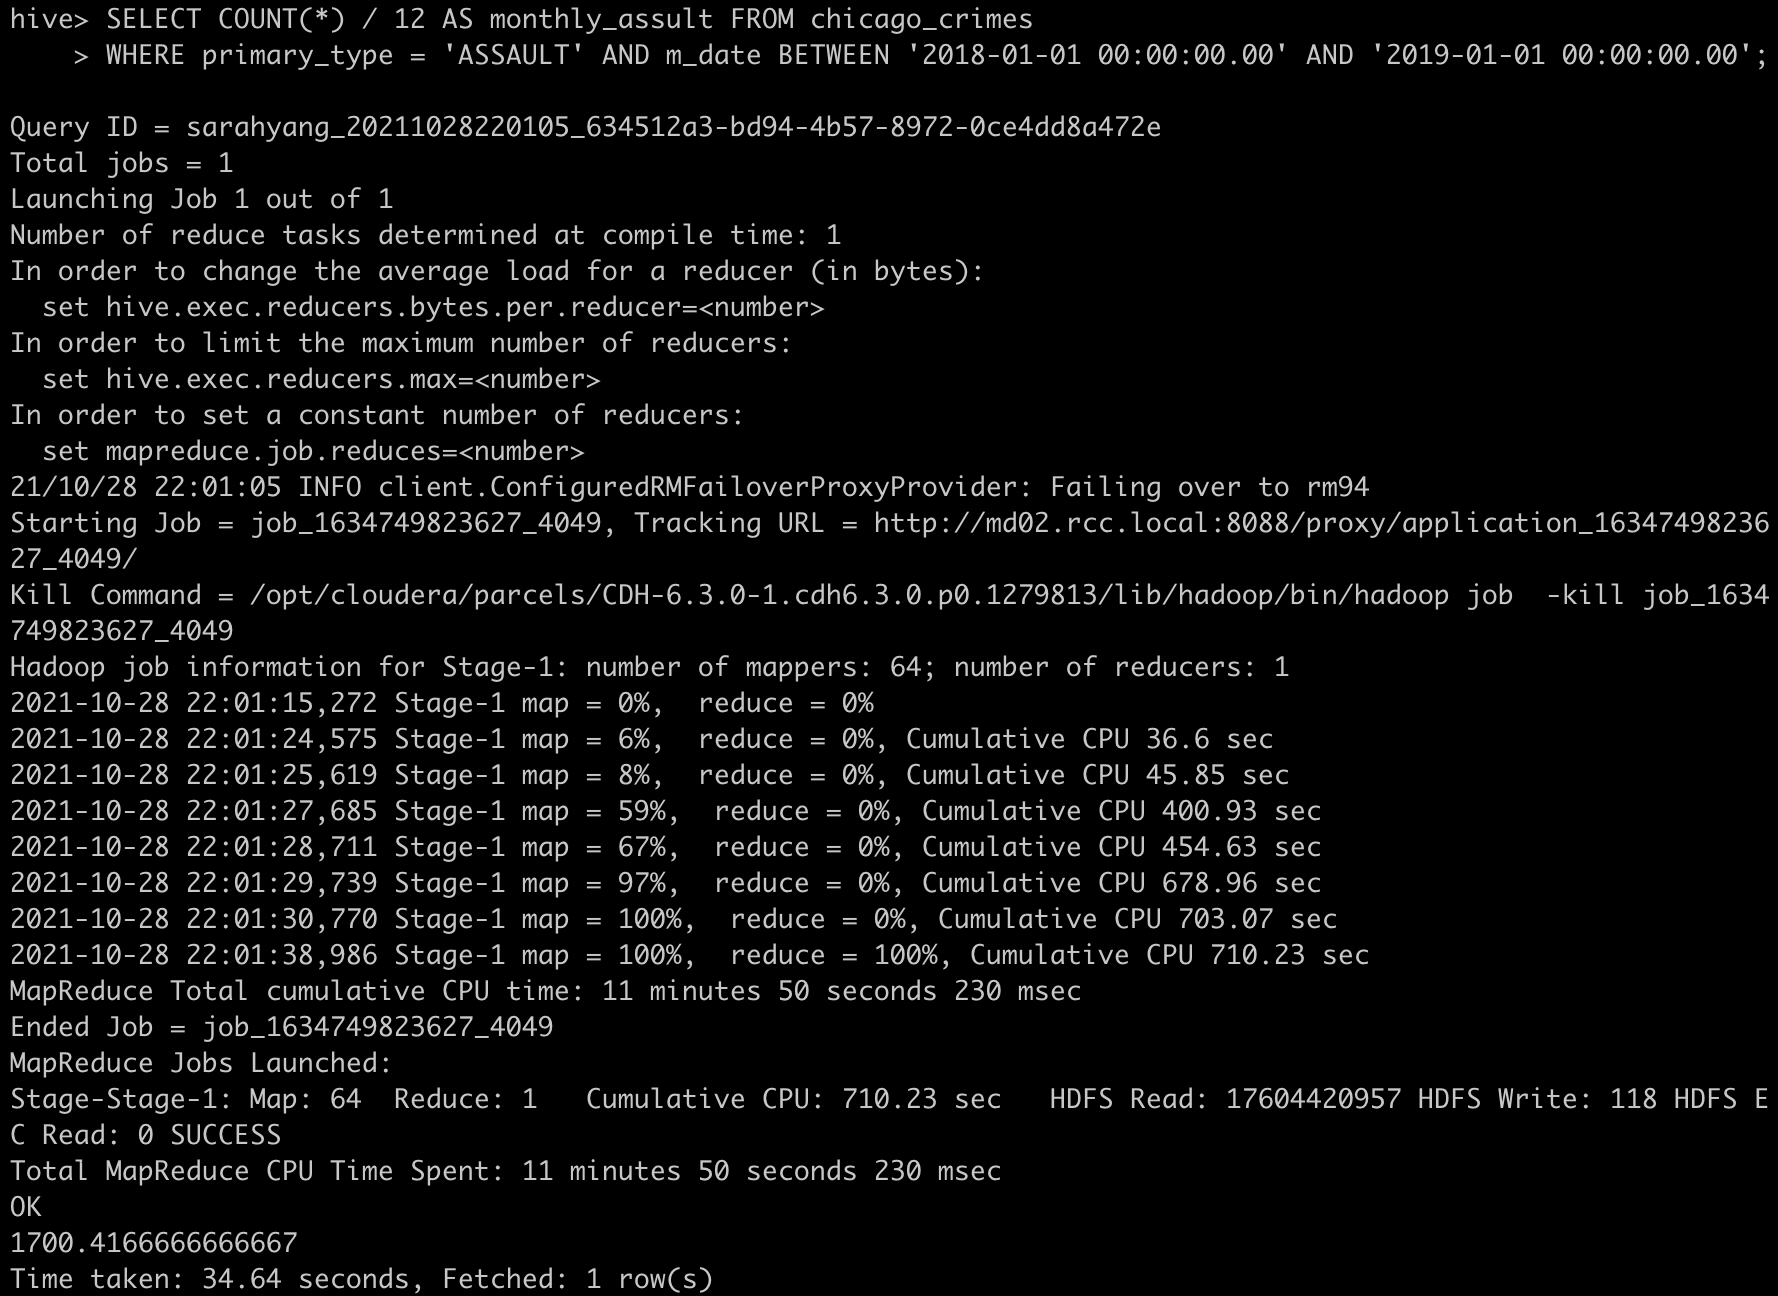 hive> SELECT COUNT(*) / 12 AS monthly_assult FROM chicago_crimes
    > WHERE primary_type = 'ASSAULT' AND m_date BETWEEN '2018-01-01 00:00:00.00' AND '2019-01-01 00:00:00.00';
Query ID = sarahyang_20211028220105_634512a3-bd94-4b57-8972-0ce4dd8a472e
Total jobs = 1
Launching Job 1 out of 1
Number of reduce tasks determined at compile time: 1
In order to change the average load for a reducer (in bytes):
  set hive.exec.reducers.bytes.per.reducer=<number>
In order to limit the maximum number of reducers:
  set hive.exec.reducers.max=<number>
In order to set a constant number of reducers:
  set mapreduce.job.reduces=<number>
21/10/28 22:01:05 INFO client.ConfiguredRMFailoverProxyProvider: Failing over to rm94
Starting Job = job_1634749823627_4049, Tracking URL = http://md02.rcc.local:8088/proxy/application_16347498236
27_4049/
Kill Command = /opt/cloudera/parcels/CDH-6.3.0-1.cdh6.3.0.p0.1279813/lib/hadoop/bin/hadoop job  -kill job_1634
749823627_4049
Hadoop job information for Stage-1: number of mappers: 64; number of reducers: 1
2021-10-28 22:01:15,272 Stage-1 map = 0%,  reduce = 0%
2021-10-28 22:01:24,575 Stage-1 map = 6%,  reduce = 0%, Cumulative CPU 36.6 sec
2021-10-28 22:01:25,619 Stage-1 map = 8%,  reduce = 0%, Cumulative CPU 45.85 sec
2021-10-28 22:01:27,685 Stage-1 map = 59%,  reduce = 0%, Cumulative CPU 400.93 sec
2021-10-28 22:01:28,711 Stage-1 map = 67%,  reduce = 0%, Cumulative CPU 454.63 sec
2021-10-28 22:01:29,739 Stage-1 map = 97%,  reduce = 0%, Cumulative CPU 678.96 sec
2021-10-28 22:01:30,770 Stage-1 map = 100%,  reduce = 0%, Cumulative CPU 703.07 sec
2021-10-28 22:01:38,986 Stage-1 map = 100%,  reduce = 100%, Cumulative CPU 710.23 sec
MapReduce Total cumulative CPU time: 11 minutes 50 seconds 230 msec
Ended Job = job_1634749823627_4049
MapReduce Jobs Launched:
Stage-Stage-1: Map: 64  Reduce: 1   Cumulative CPU: 710.23 sec   HDFS Read: 17604420957 HDFS Write: 118 HDFS E
C Read: 0 SUCCESS
Total MapReduce CPU Time Spent: 11 minutes 50 seconds 230 msec
OK
1700.4166666666667
Time taken: 34.64 seconds, Fetched: 1 row(s)